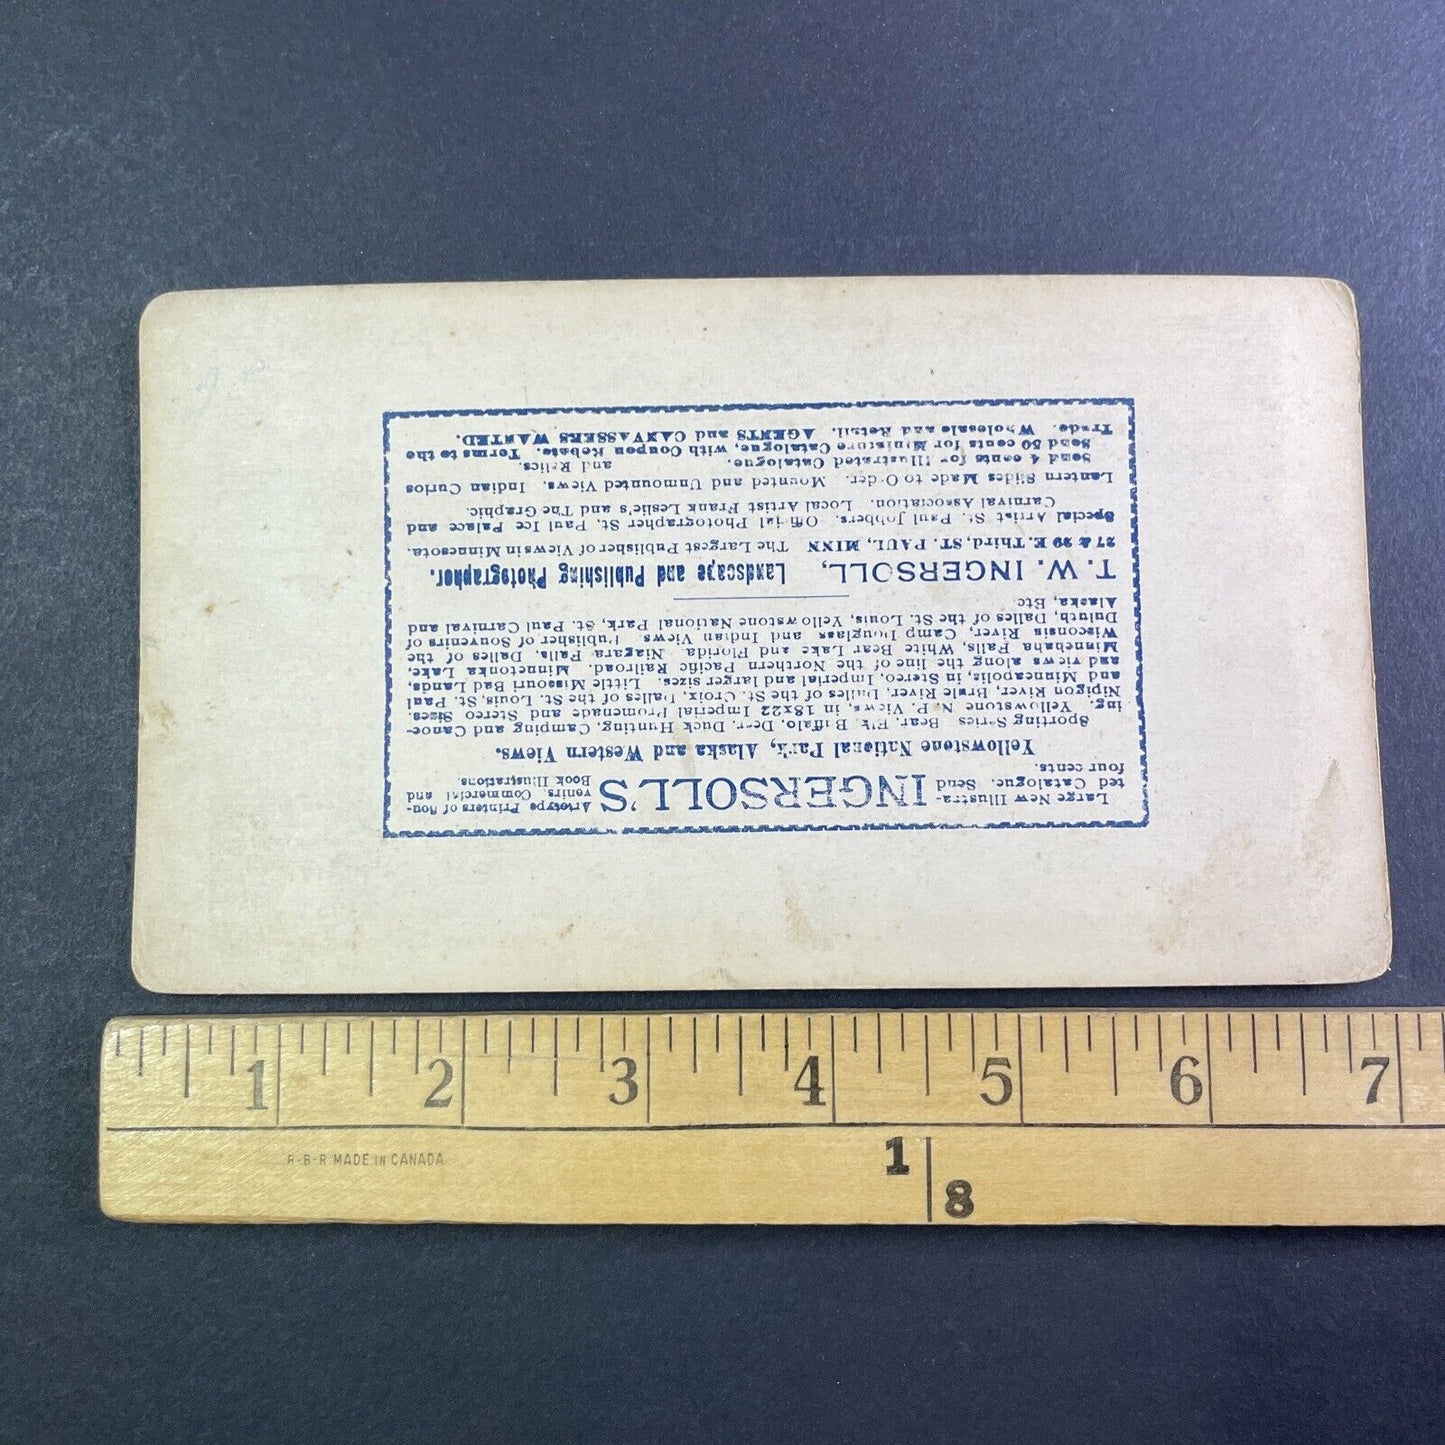 Large New Illustra-
ted Catalogue. Send
four cents.
INGERSOLL'S
Artotype Printers of Sou-
venirs, Commercial and
Book Illustrations.
Yellowstone National Park, Alaska and Western Views.
Sporting Series. Bear, Elk, Buffalo, Deer, Duck Hunting, Camping and Canoe-
ing. Yellowstone N. P. Views, in 18x22 Imperial Promenade and Stereo Sizes.
Nipigon River, Brule River, Dalles of the St. Croix, Dalles of the St. Louis, St. Paul
and Minneapolis, in Stereo, Imperial and larger sizes. Little Missouri Bad Lands,
and views along the line of the Northern Pacific Railroad. Minnetonka Lake,
Minnehaha Falls, White Bear Lake and Florida. Niagara Falls, Dalles of the
Wisconsin River, Camp Douglass and Indian Views. Publisher of Souvenirs of
Duluth, Dalles of the St. Louis, Yellowstone National Park, St. Paul Carnival and
Alaska, Etc.
T. W. INGERSOLL, Landscape and Publishing Photographer.
27 & 29 E. Third, ST. PAUL, MINN The Largest Publisher of Views in Minnesota.
Special Artist St. Paul Jobbers. Official Photographer St. Paul Ice Palace and
Carnival Association. Local Artist Frank Leslie's and The Graphic.
Lantern Slides Made to Order. Mounted and Unmounted Views. Indian Curios
and Relics.
Send 4 cents for Illustrated Catalogue.
Send 50 cents for Miniature Catalogue, with Coupon Rebate. Terms to the
Trade. Wholesale and Retail. AGENTS and CANVASSERS WANTED.
1 2 3 4 5 6 7
R-B-R MADE IN CANADA
1
8